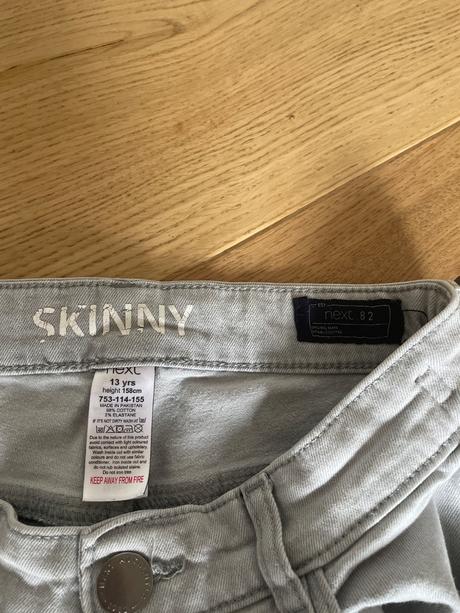 SKINNY
next 82
next
13 yrs
height 158cm
753-114-155
MADE IN PAKISTAN
98% COTTON
2% ELASTANE
IF IT'S NOT DIRTY WASH AT
Due to the nature of this product
avoid contact with light coloured
fabrics, surfaces and upholstery.
Wash inside out with similar
colours and do not use fabric
conditioner. Iron inside out and
do not rub isolated stains.
Do not iron tree
KEEP AWAY FROM FIRE